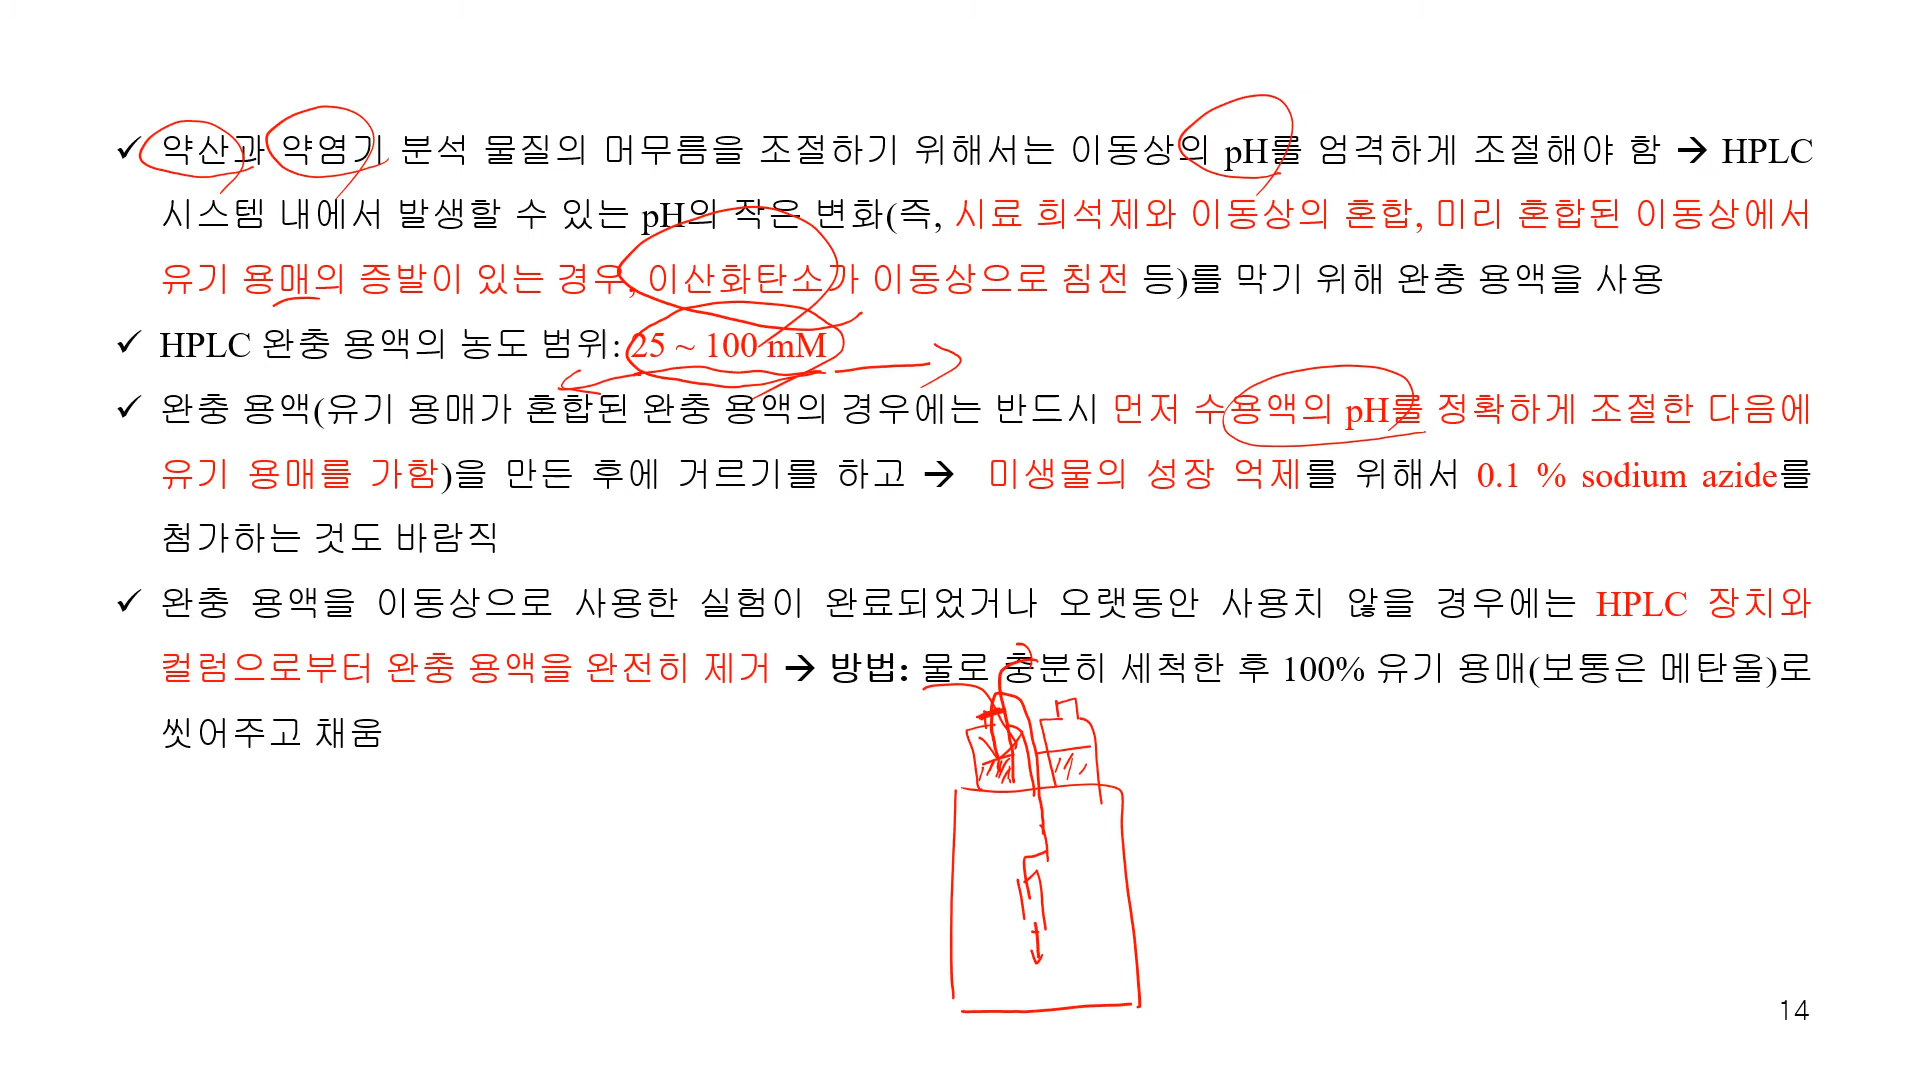 ✓ 약산과 약염기 분석 물질의 머무름을 조절하기 위해서는 이동상의 pH를 엄격하게 조절해야 함 → HPLC
시스템 내에서 발생할 수 있는 pH의 작은 변화(즉, 시료 희석제와 이동상의 혼합, 미리 혼합된 이동상에서
유기 용매의 증발이 있는 경우, 이산화탄소가 이동상으로 침전 등)를 막기 위해 완충 용액을 사용
✓ HPLC 완충 용액의 농도 범위: 25 ~ 100 mM
✓ 완충 용액(유기 용매가 혼합된 완충 용액의 경우에는 반드시 먼저 수용액의 pH를 정확하게 조절한 다음에
유기 용매를 가함)을 만든 후에 거르기를 하고 → 미생물의 성장 억제를 위해서 0.1 % sodium azide를
첨가하는 것도 바람직
✓ 완충 용액을 이동상으로 사용한 실험이 완료되었거나 오랫동안 사용치 않을 경우에는 HPLC 장치와
컬럼으로부터 완충 용액을 완전히 제거 → 방법: 물로 충분히 세척한 후 100% 유기 용매(보통은 메탄올)로
씻어주고 채움
14